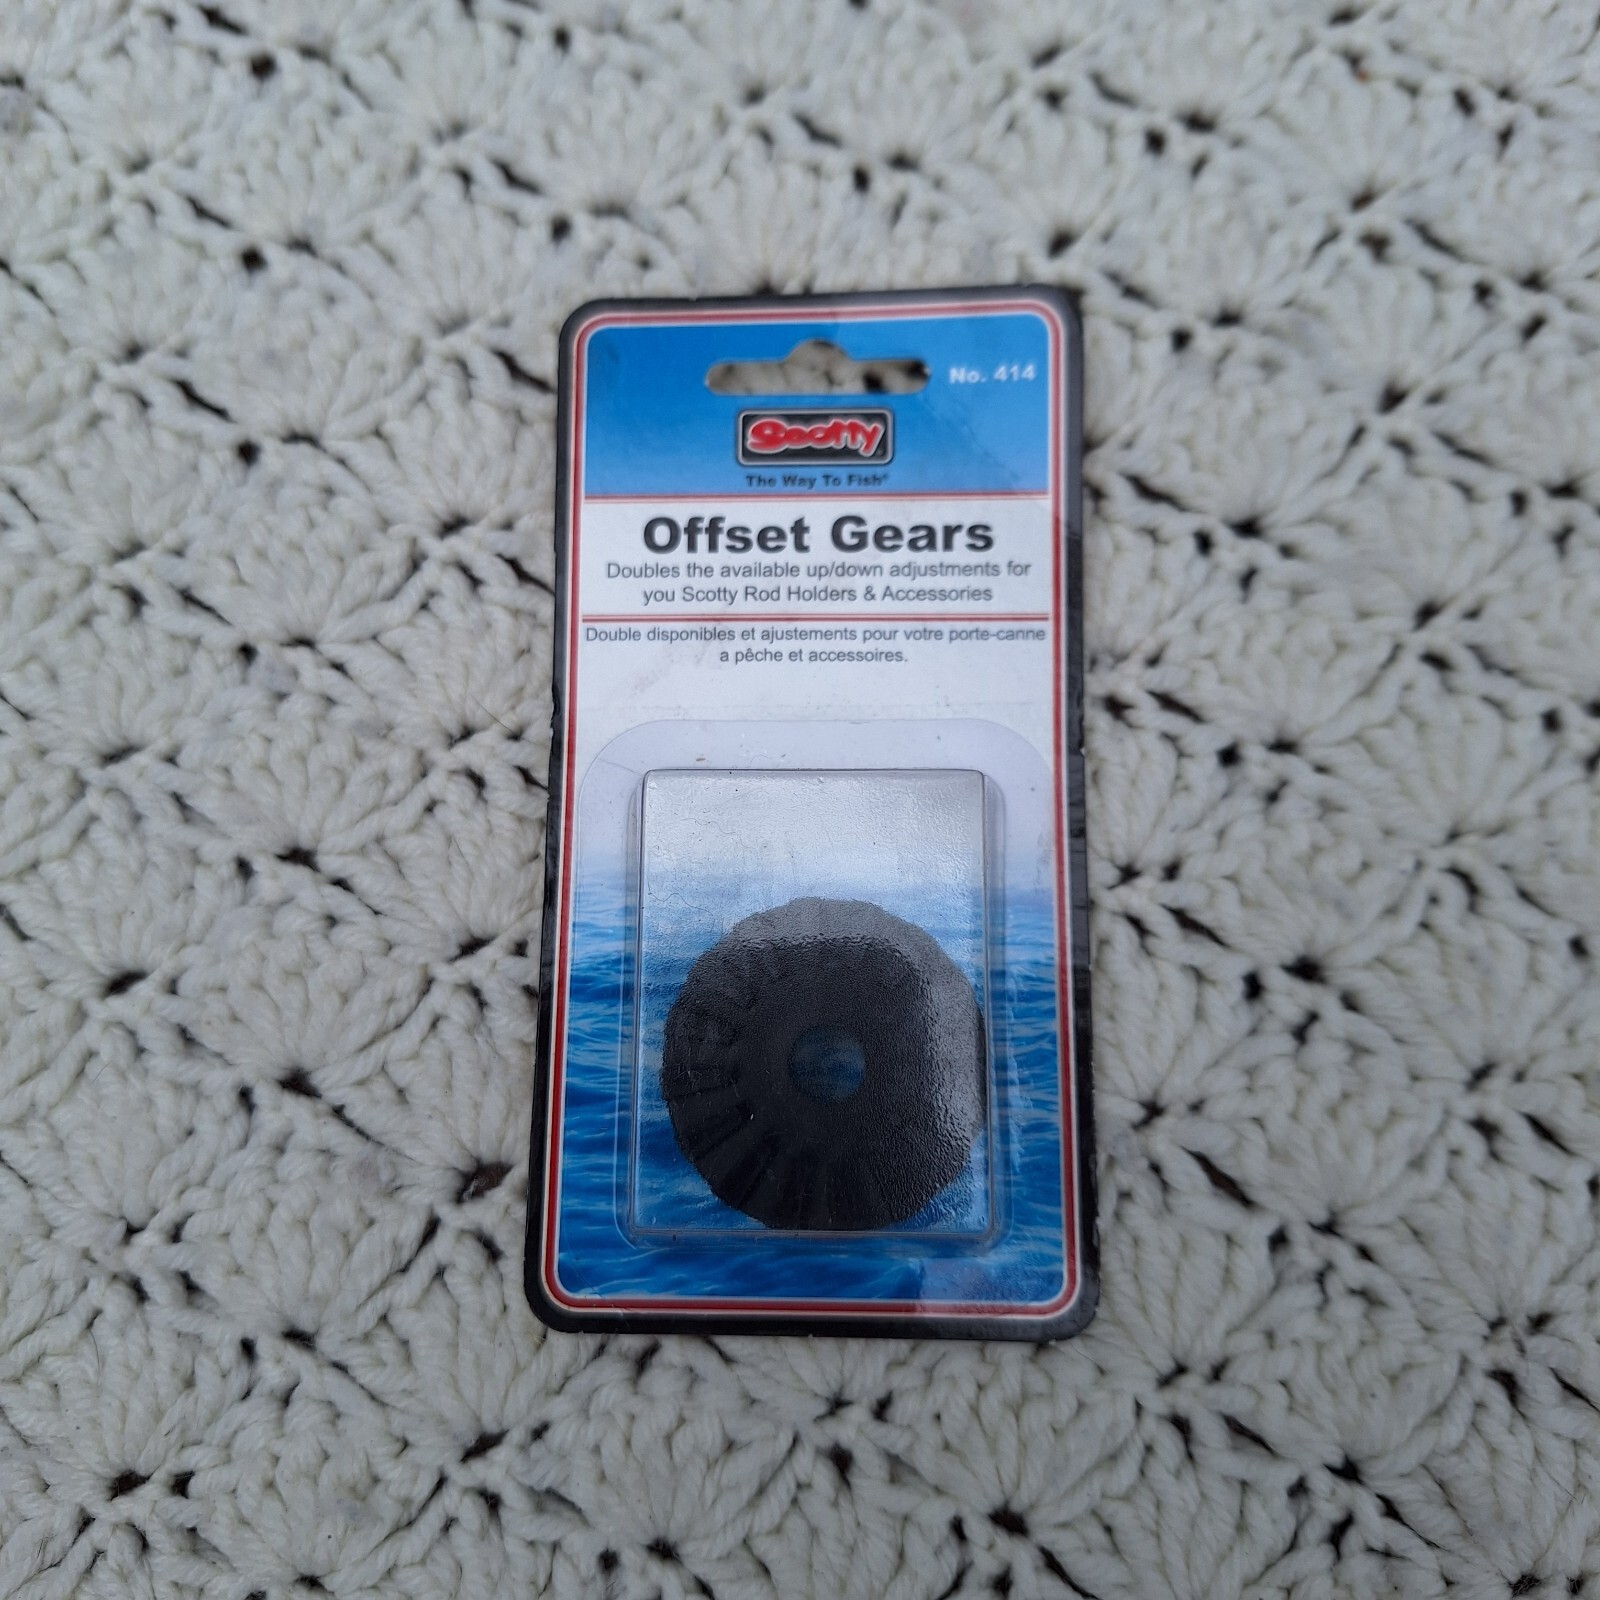 No. 414
Scotty
The Way To Fish®
Offset Gears
Doubles the available up/down adjustments for
you Scotty Rod Holders & Accessories
Double disponibles et ajustements pour votre porte-canne
a pêche et accessoires.